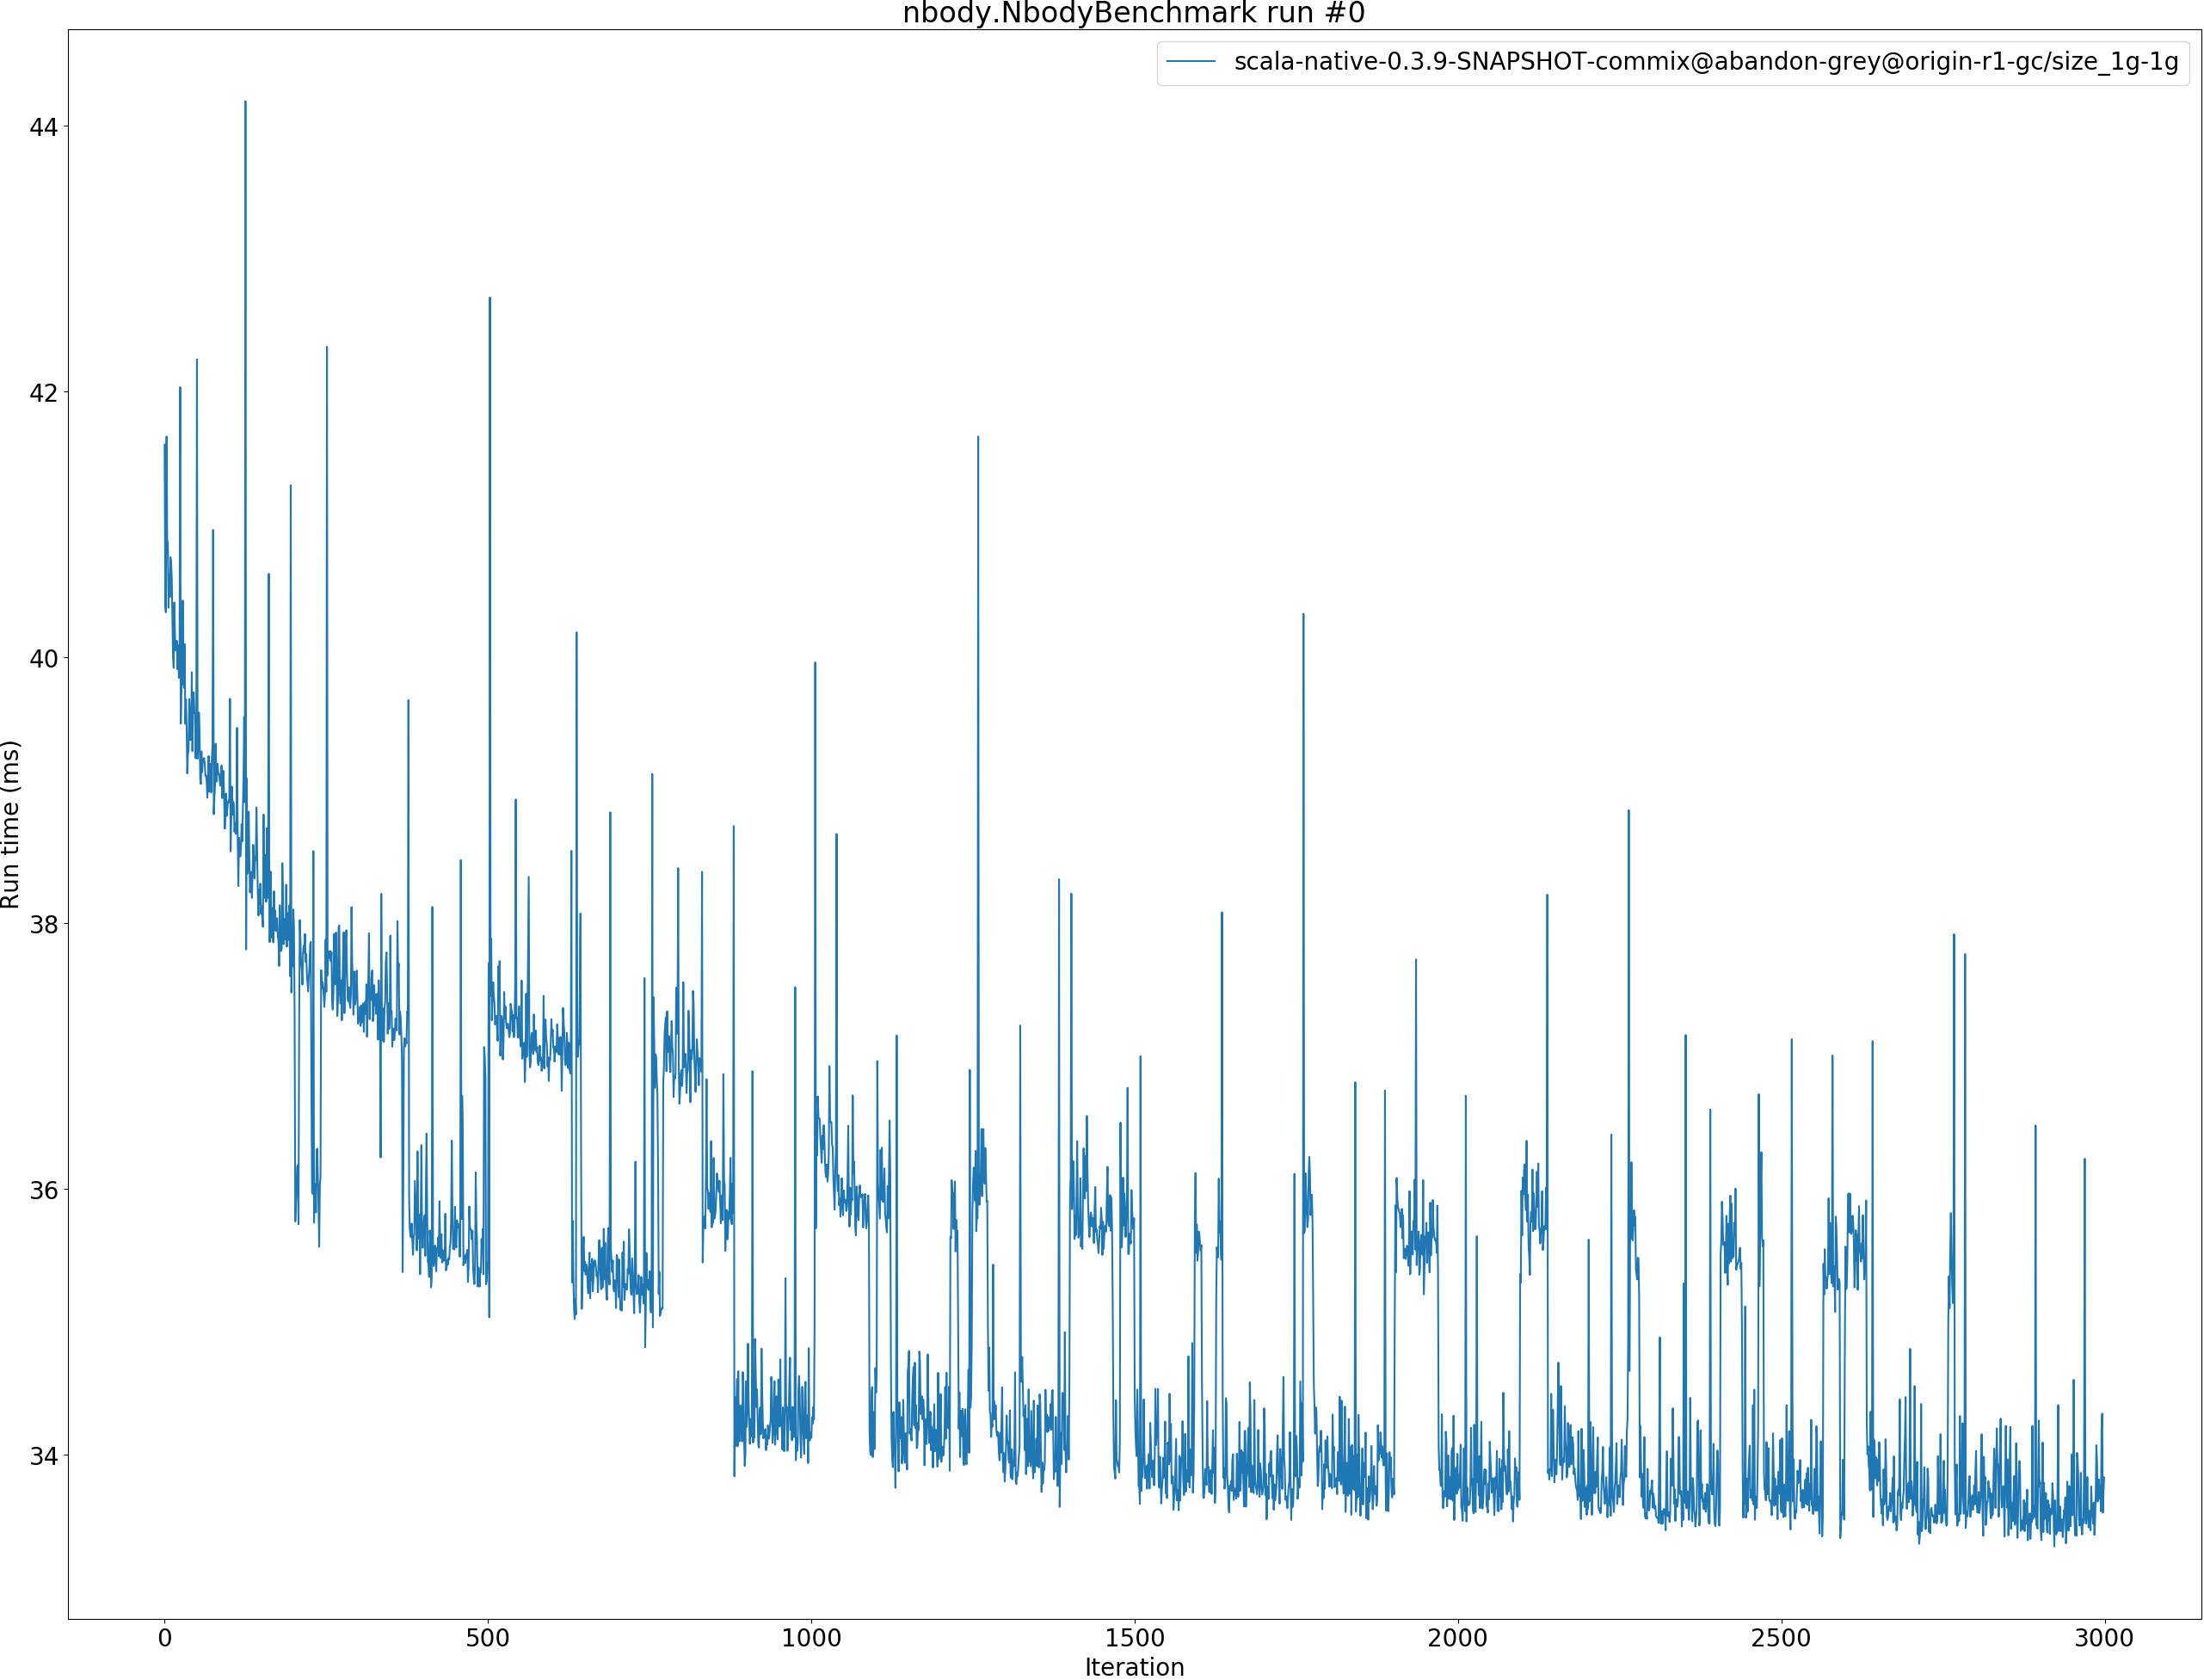 nbody.NbodyBenchmark run #0
scala-native-0.3.9-SNAPSHOT-commix@abandon-grey@origin-r1-gc/size_1g-1g
Run time (ms)
44
42
40
38
36
34
0 500 1000 1500 2000 2500 3000
Iteration